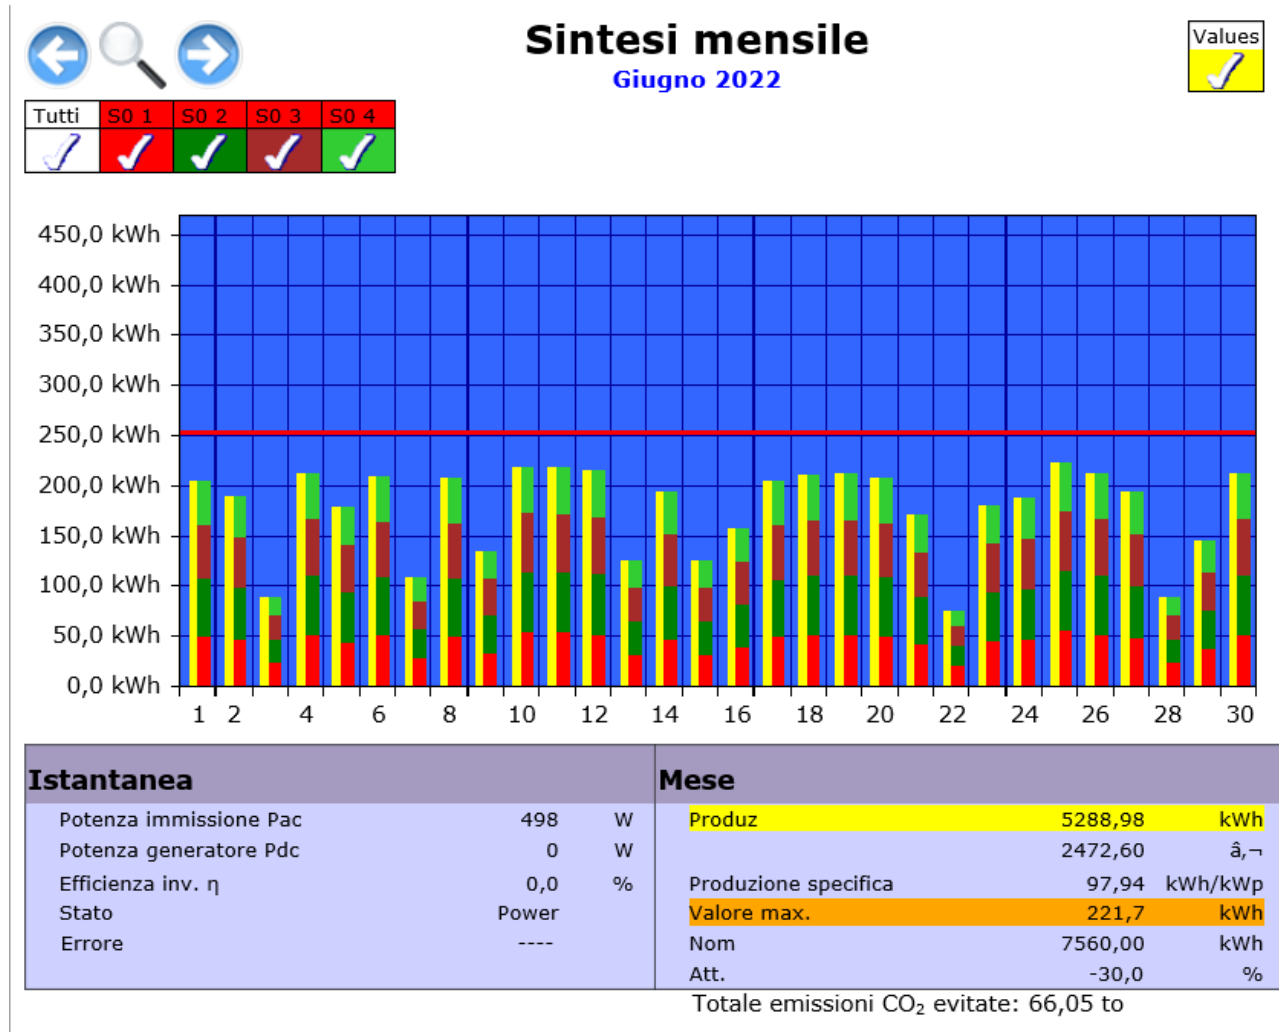 Sintesi mensile
Giugno 2022
Values
Tutti S0 1 S0 2 S0 3 S0 4
450,0 kWh
400,0 kWh
350,0 kWh
300,0 kWh
250,0 kWh
200,0 kWh
150,0 kWh
100,0 kWh
50,0 kWh
0,0 kWh
1 2 4 6 8 10 12 14 16 18 20 22 24 26 28 30
Istantanea
Potenza immissione Pac 498 W
Potenza generatore Pdc 0 W
Efficienza inv. η 0,0 %
Stato Power
Errore ----
Mese
Produz 5288,98 kWh
2472,60 â‚¬
Produzione specifica 97,94 kWh/kWp
Valore max. 221,7 kWh
Nom 7560,00 kWh
Att. -30,0 %
Totale emissioni CO₂ evitate: 66,05 to